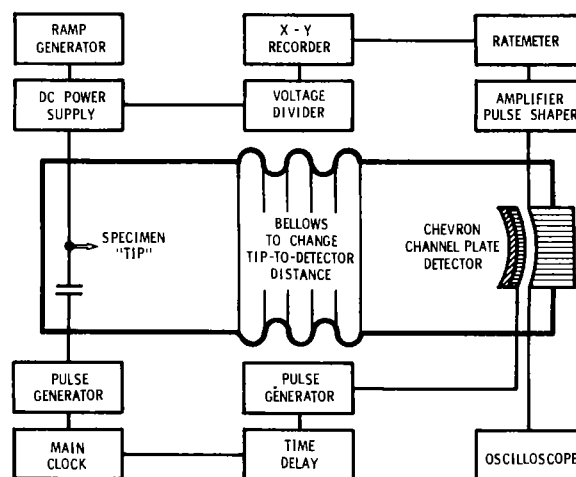 RAMP
GENERATOR
X - Y
RECORDER
RATEMETER
DC POWER
SUPPLY
VOLTAGE
DIVIDER
AMPLIFIER
PULSE SHAPER
SPECIMEN
"TIP"
BELLOWS
TO CHANGE
TIP-TO-DETECTOR
DISTANCE
CHEVRON
CHANNEL PLATE
DETECTOR
PULSE
GENERATOR
PULSE
GENERATOR
MAIN
CLOCK
TIME
DELAY
OSCILLOSCOPE